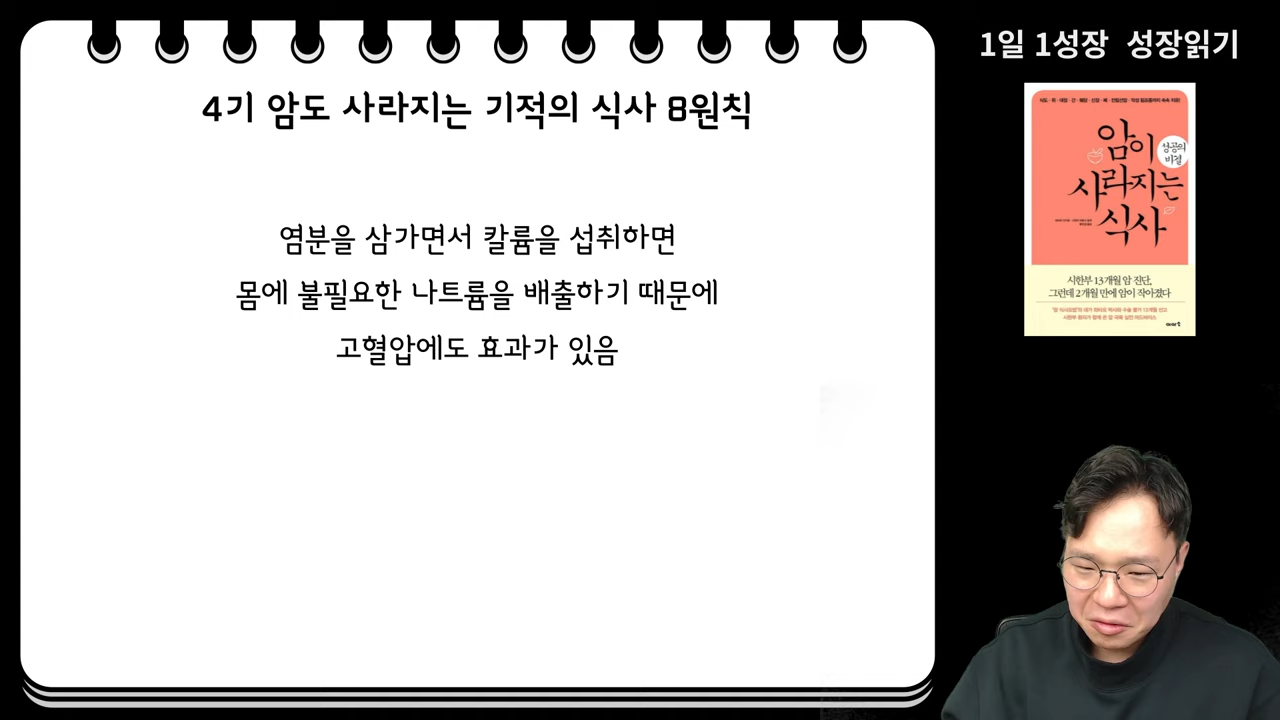 4기 암도 사라지는 기적의 식사 8원칙
염분을 삼가면서 칼륨을 섭취하면
몸에 불필요한 나트륨을 배출하기 때문에
고혈압에도 효과가 있음
1일 1성장 성장읽기
암이
사라지는
식사
성공의
비결
시한부 13개월 암 진단,
그런데 2개월 만에 암이 작아졌다